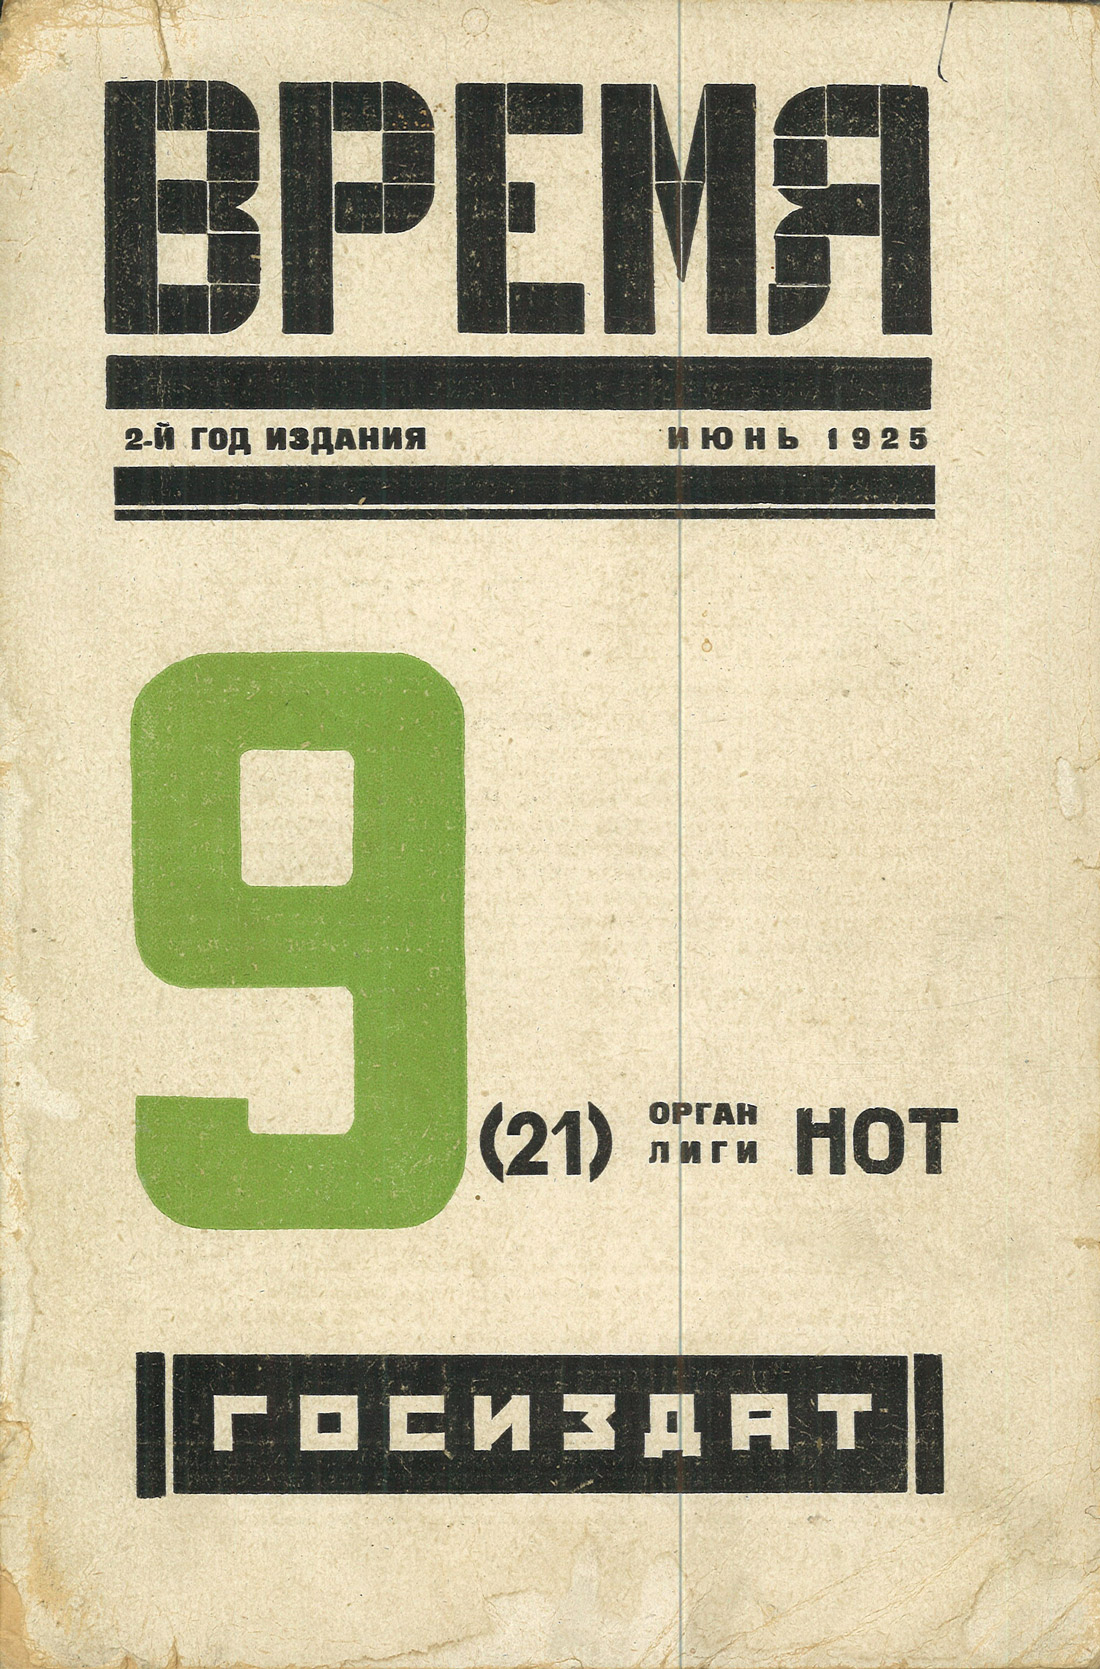 ВРЕМЯ
2-Й ГОД ИЗДАНИЯ ИЮНЬ 1925
9
(21) ОРГАН ЛИГИ НОТ
ГОСИЗДАТ